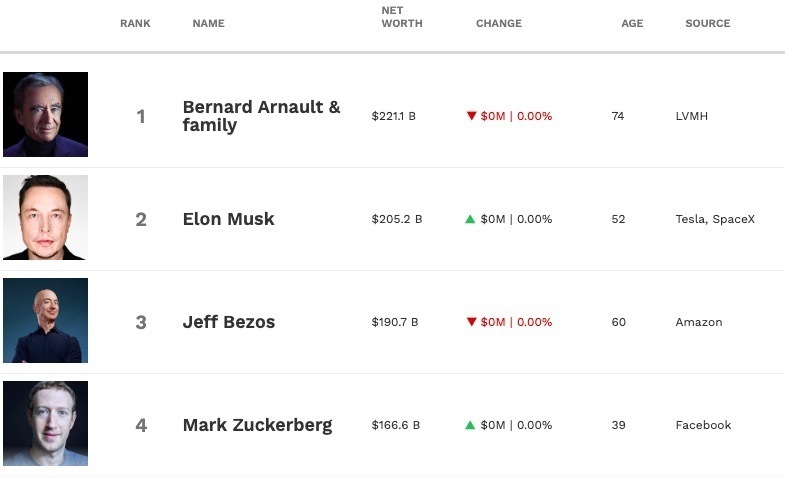 RANK NAME NET WORTH CHANGE AGE SOURCE
1 Bernard Arnault & family $221.1 B ▼ $0M | 0.00% 74 LVMH
2 Elon Musk $205.2 B ▲ $0M | 0.00% 52 Tesla, SpaceX
3 Jeff Bezos $190.7 B ▼ $0M | 0.00% 60 Amazon
4 Mark Zuckerberg $166.6 B ▲ $0M | 0.00% 39 Facebook